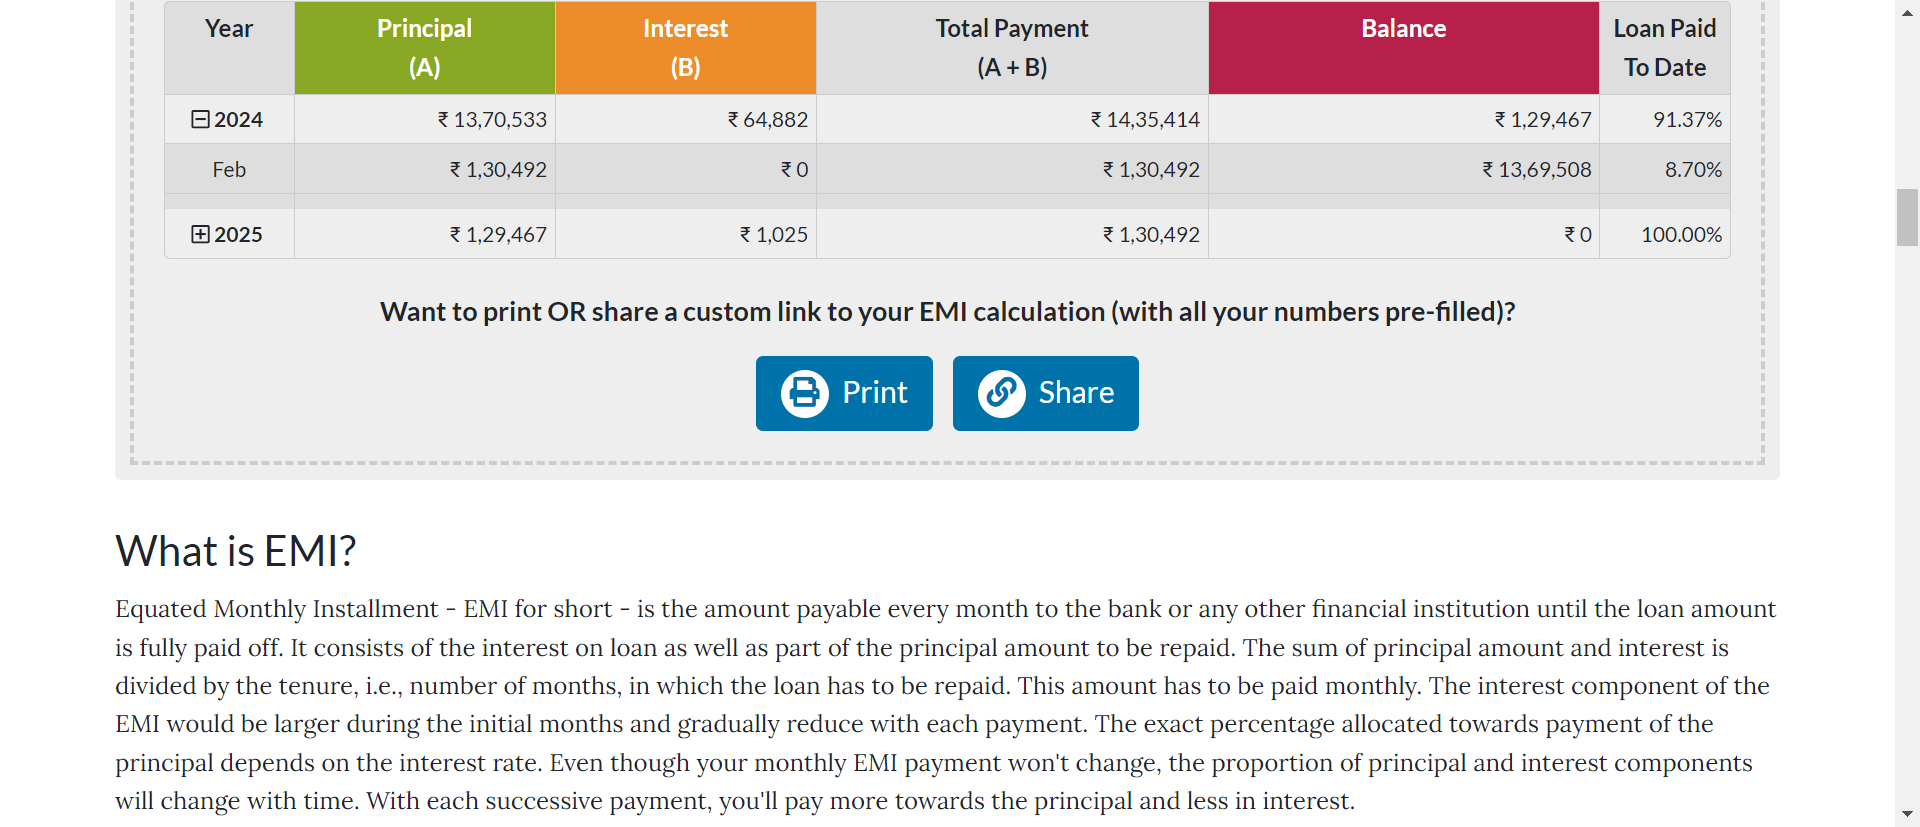 Year Principal (A) Interest (B) Total Payment (A + B) Balance Loan Paid To Date
2024 ₹ 13,70,533 ₹ 64,882 ₹ 14,35,414 ₹ 1,29,467 91.37%
Feb ₹ 1,30,492 ₹ 0 ₹ 1,30,492 ₹ 13,69,508 8.70%
2025 ₹ 1,29,467 ₹ 1,025 ₹ 1,30,492 ₹ 0 100.00%
Want to print OR share a custom link to your EMI calculation (with all your numbers pre-filled)?
Print Share
What is EMI?
Equated Monthly Installment - EMI for short - is the amount payable every month to the bank or any other financial institution until the loan amount
is fully paid off. It consists of the interest on loan as well as part of the principal amount to be repaid. The sum of principal amount and interest is
divided by the tenure, i.e., number of months, in which the loan has to be repaid. This amount has to be paid monthly. The interest component of the
EMI would be larger during the initial months and gradually reduce with each payment. The exact percentage allocated towards payment of the
principal depends on the interest rate. Even though your monthly EMI payment won't change, the proportion of principal and interest components
will change with time. With each successive payment, you'll pay more towards the principal and less in interest.